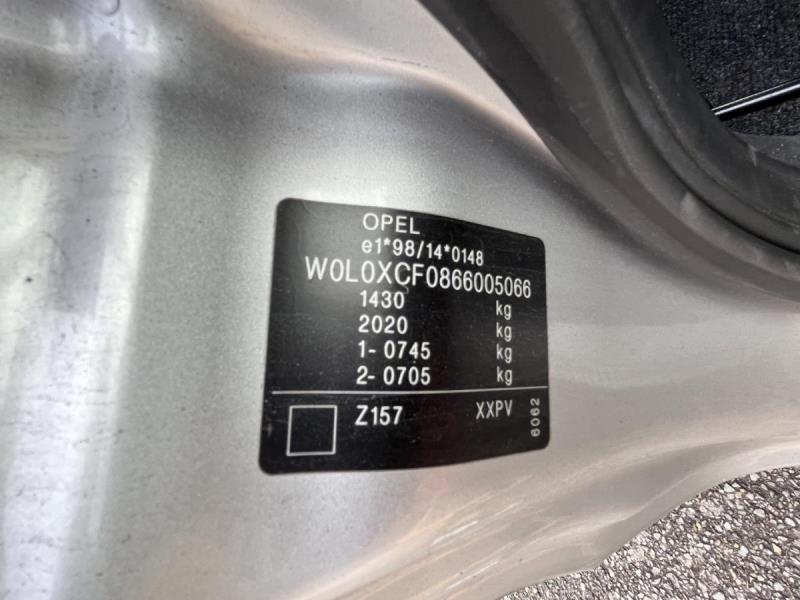 OPEL
e1*98/14*0148
W0L0XCF0866005066
1430 kg
2020 kg
1- 0745 kg
2- 0705 kg
Z157 XXPV
6062